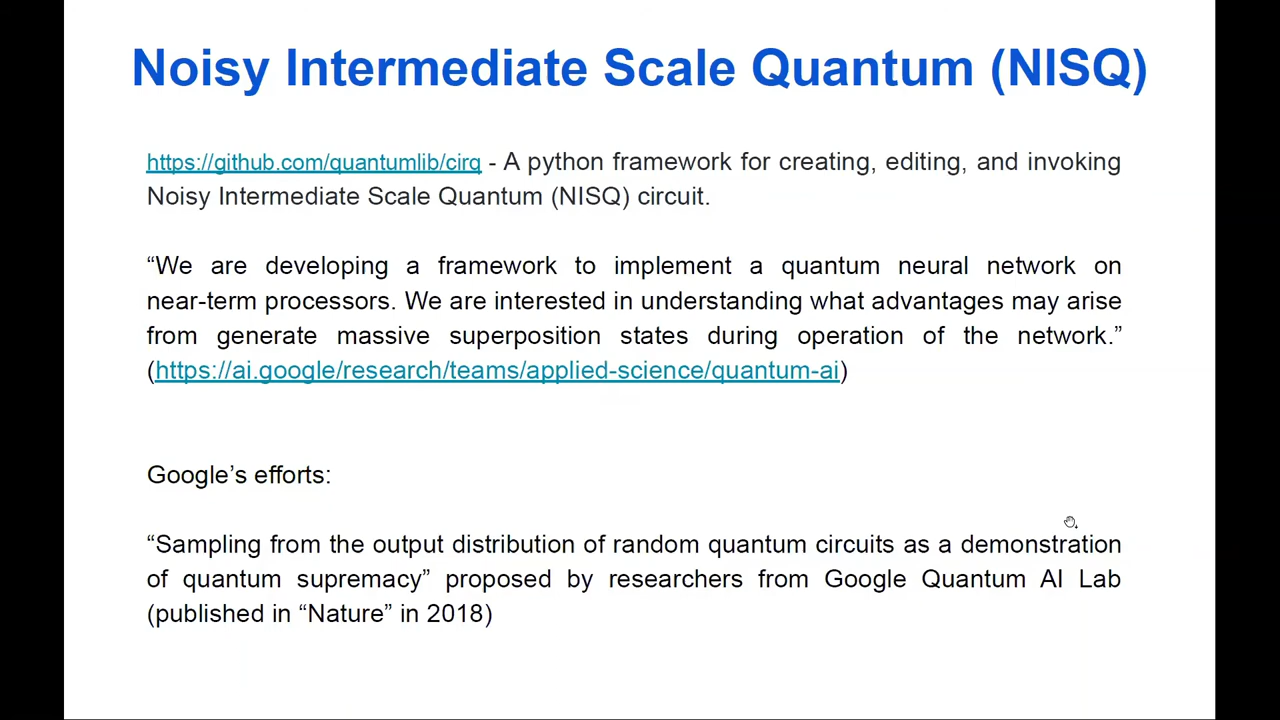 Noisy Intermediate Scale Quantum (NISQ)
https://github.com/quantumlib/cirq - A python framework for creating, editing, and invoking
Noisy Intermediate Scale Quantum (NISQ) circuit.
“We are developing a framework to implement a quantum neural network on
near-term processors. We are interested in understanding what advantages may arise
from generate massive superposition states during operation of the network.”
(https://ai.google/research/teams/applied-science/quantum-ai)
Google’s efforts:
“Sampling from the output distribution of random quantum circuits as a demonstration
of quantum supremacy” proposed by researchers from Google Quantum AI Lab
(published in “Nature” in 2018)